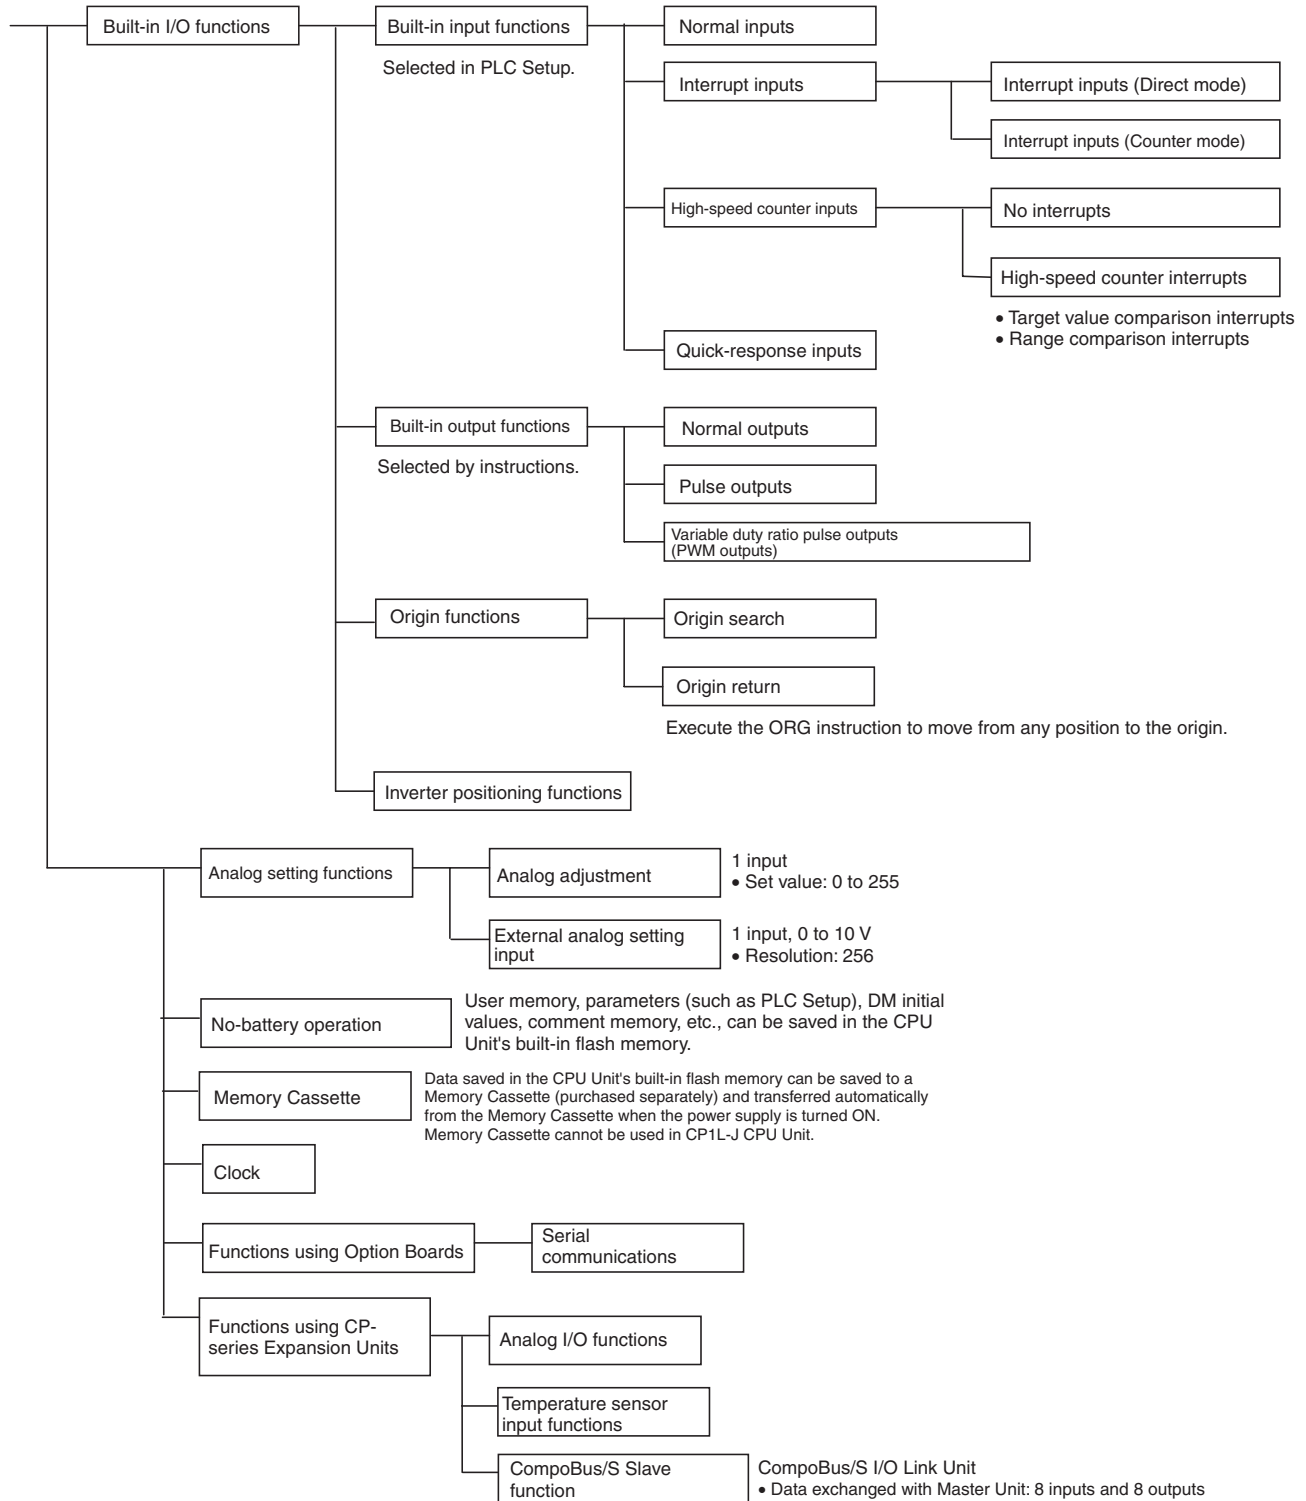 Built-in I/O functions
Built-in input functions
Normal inputs
Selected in PLC Setup.
Interrupt inputs
Interrupt inputs (Direct mode)
Interrupt inputs (Counter mode)
High-speed counter inputs
No interrupts
High-speed counter interrupts
• Target value comparison interrupts
• Range comparison interrupts
Quick-response inputs
Built-in output functions
Normal outputs
Selected by instructions.
Pulse outputs
Variable duty ratio pulse outputs
(PWM outputs)
Origin functions
Origin search
Origin return
Execute the ORG instruction to move from any position to the origin.
Inverter positioning functions
Analog setting functions
Analog adjustment
1 input
• Set value: 0 to 255
External analog setting
input
1 input, 0 to 10 V
• Resolution: 256
No-battery operation
User memory, parameters (such as PLC Setup), DM initial
values, comment memory, etc., can be saved in the CPU
Unit's built-in flash memory.
Memory Cassette
Data saved in the CPU Unit's built-in flash memory can be saved to a
Memory Cassette (purchased separately) and transferred automatically
from the Memory Cassette when the power supply is turned ON.
Memory Cassette cannot be used in CP1L-J CPU Unit.
Clock
Functions using Option Boards
Serial
communications
Functions using CP-
series Expansion Units
Analog I/O functions
Temperature sensor
input functions
CompoBus/S Slave
function
CompoBus/S I/O Link Unit
• Data exchanged with Master Unit: 8 inputs and 8 outputs